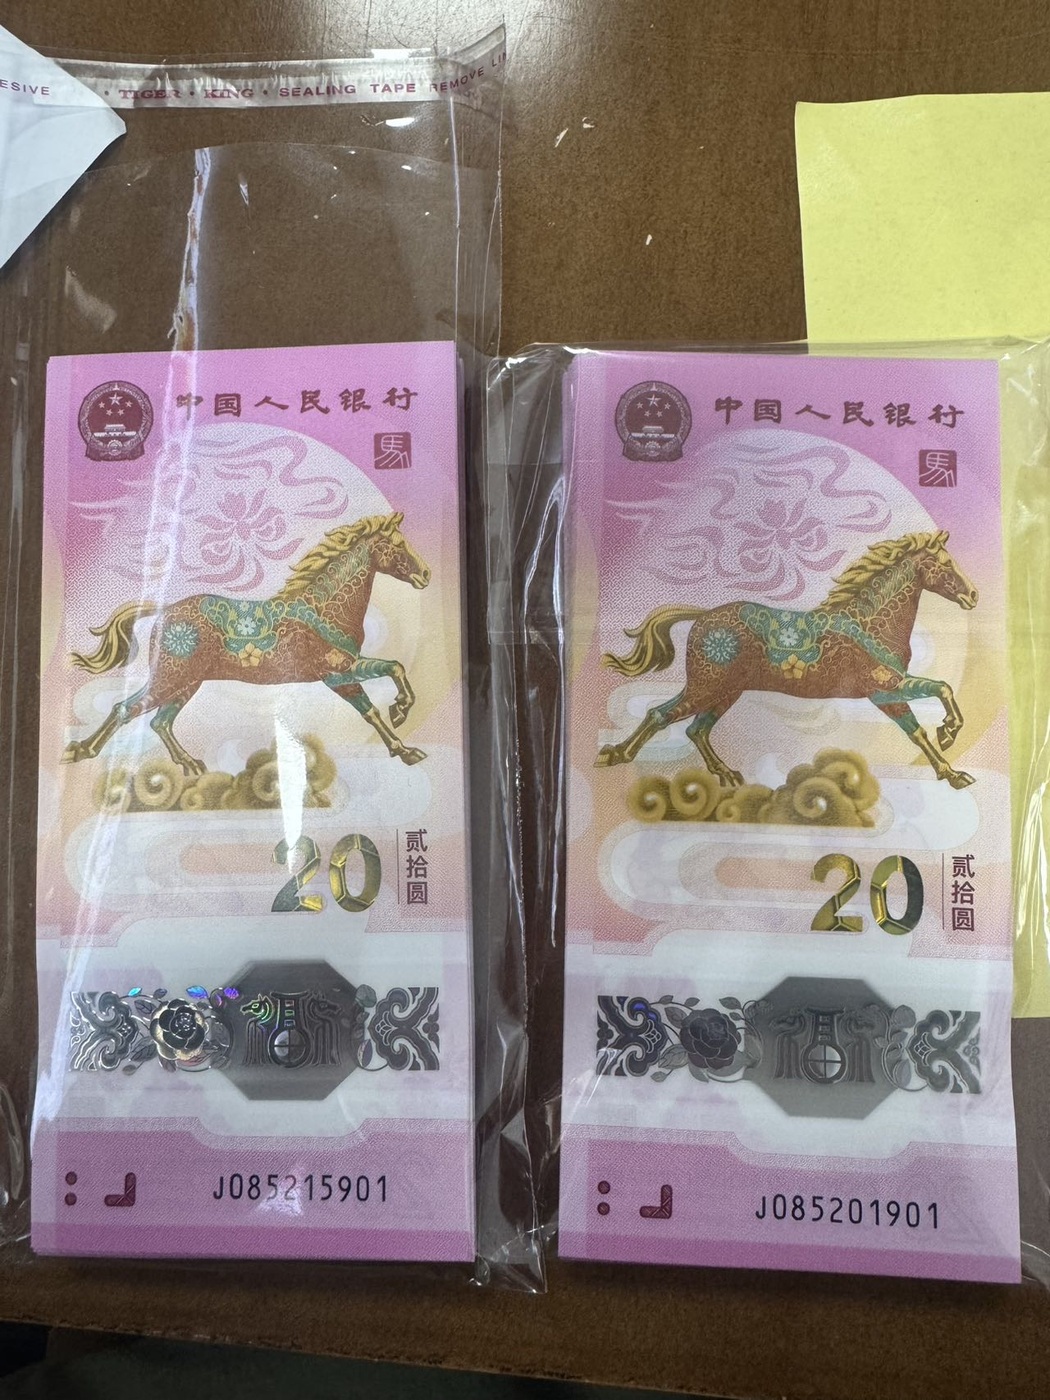 ESIVE • TIGER • KING • SEALING TAPE REMOVE LI
中国人民银行
馬
20
贰拾圆
J085215901
中国人民银行
馬
20
贰拾圆
J085201901